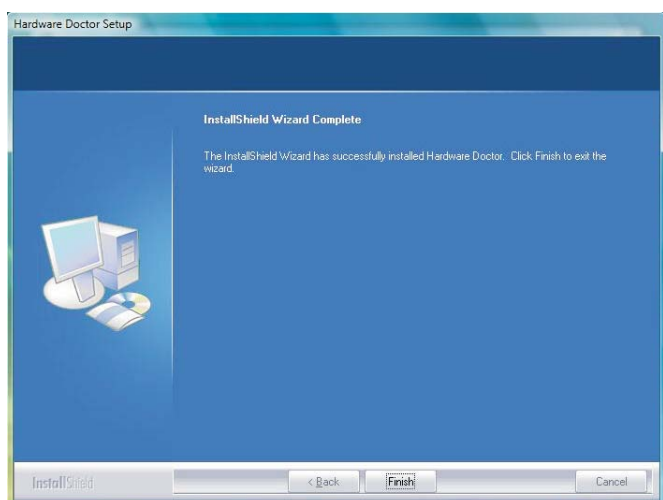 Hardware Doctor Setup
InstallShield Wizard Complete
The InstallShield Wizard has successfully installed Hardware Doctor. Click Finish to exit the
wizard.
InstallShield
< Back
Finish
Cancel